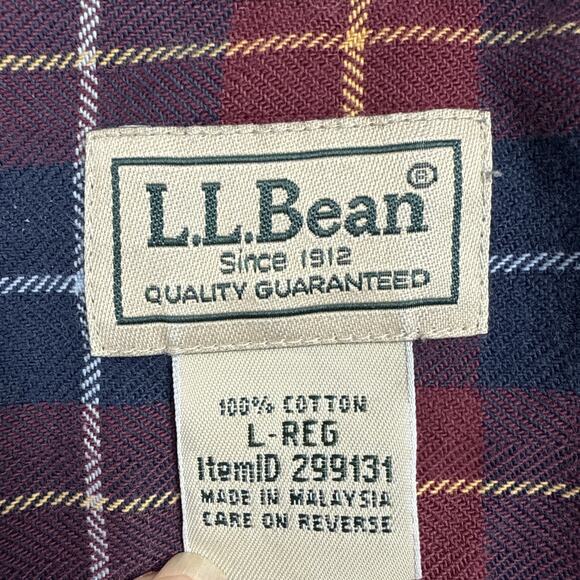 L.L.Bean®
Since 1912
QUALITY GUARANTEED
100% COTTON
L-REG
ItemID 299131
MADE IN MALAYSIA
CARE ON REVERSE